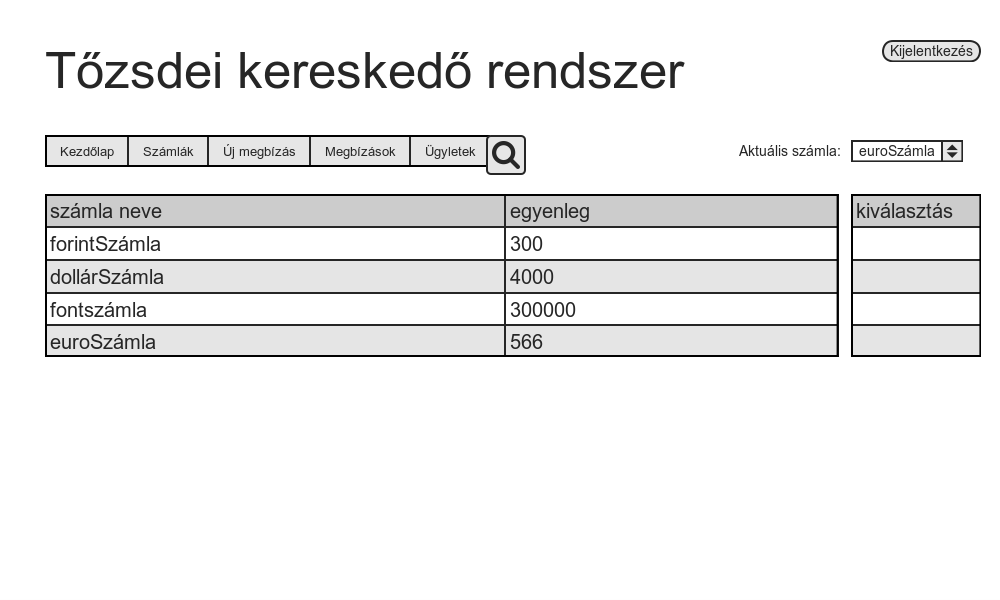 Tőzsdei kereskedő rendszer
Kijelentkezés
Kezdőlap Számlák Új megbízás Megbízások Ügyletek
Aktuális számla: euroSzámla
számla neve egyenleg kiválasztás
forintSzámla 300
dollárSzámla 4000
fontszámla 300000
euroSzámla 566